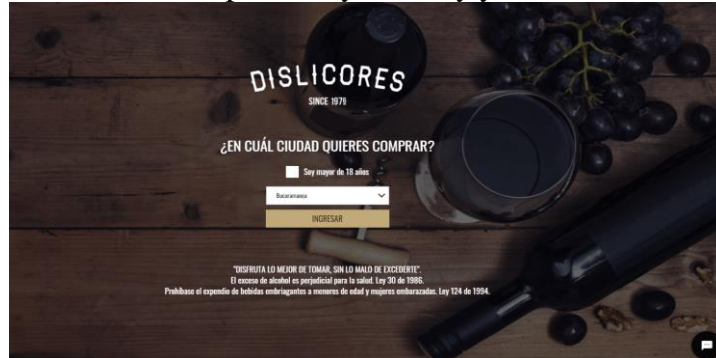 DISLICORES
SINCE 1979
¿EN CUÁL CIUDAD QUIERES COMPRAR?
Soy mayor de 18 años
Bucaramanga
INGRESAR
"DISFRUTA LO MEJOR DE TOMAR, SIN LO MALO DE EXCEDERTE".
El exceso de alcohol es perjudicial para la salud. Ley 30 de 1986.
Prohíbase el expendio de bebidas embriagantes a menores de edad y mujeres embarazadas. Ley 124 de 1994.